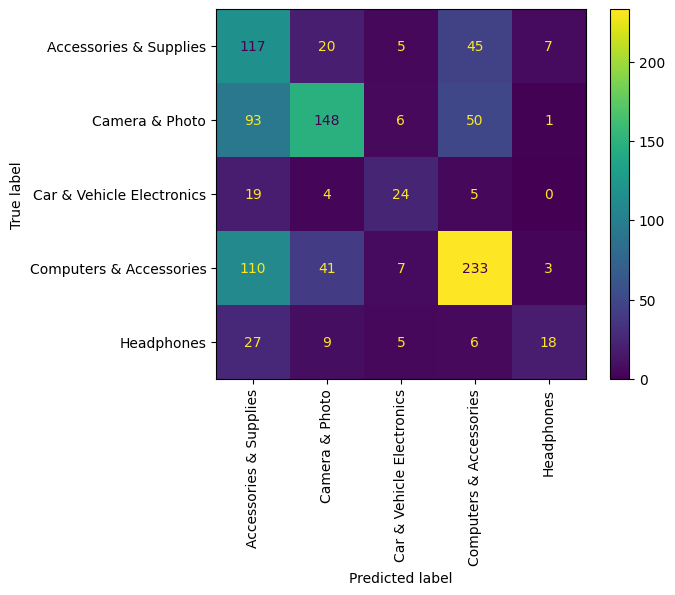 Accessories & Supplies 117 20 5 45 7
Camera & Photo 93 148 6 50 1
Car & Vehicle Electronics 19 4 24 5 0
Computers & Accessories 110 41 7 233 3
Headphones 27 9 5 6 18
True label
Accessories & Supplies
Camera & Photo
Car & Vehicle Electronics
Computers & Accessories
Headphones
Predicted label
200
150
100
50
0